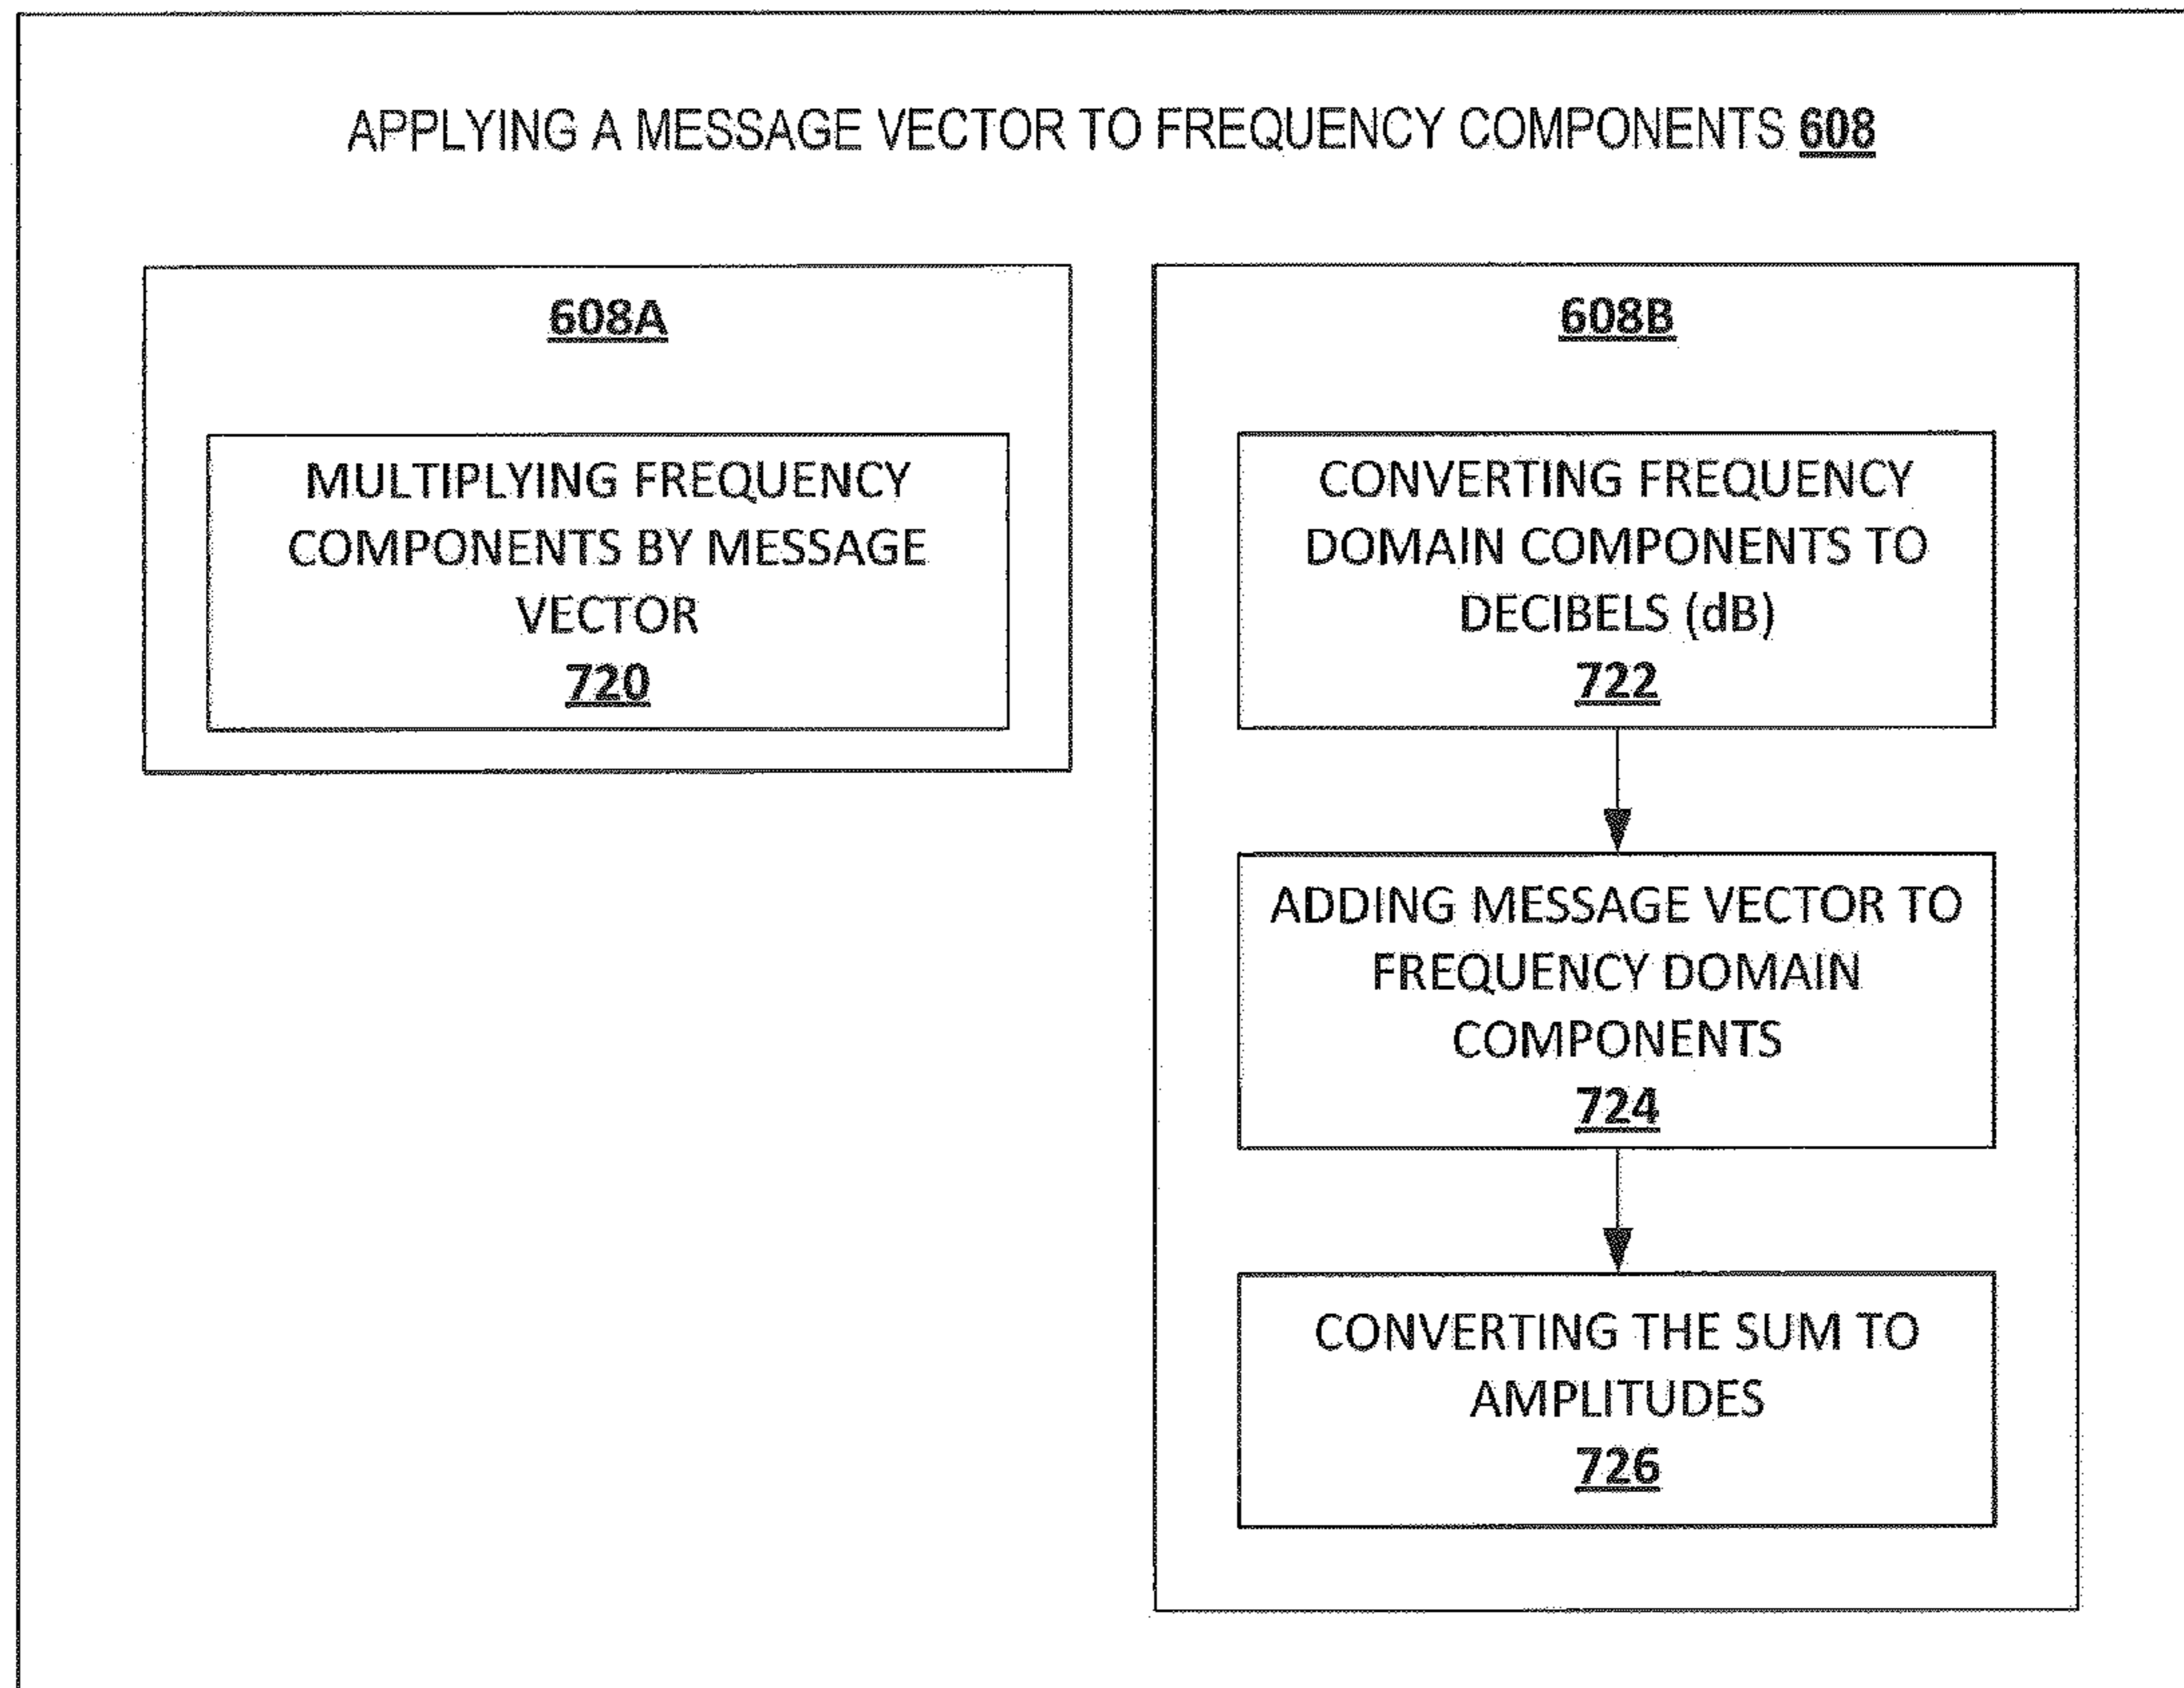 APPLYING A MESSAGE VECTOR TO FREQUENCY COMPONENTS 608
608A
MULTIPLYING FREQUENCY
COMPONENTS BY MESSAGE
VECTOR
720
608B
CONVERTING FREQUENCY
DOMAIN COMPONENTS TO
DECIBELS (dB)
722
ADDING MESSAGE VECTOR TO
FREQUENCY DOMAIN
COMPONENTS
724
CONVERTING THE SUM TO
AMPLITUDES
726